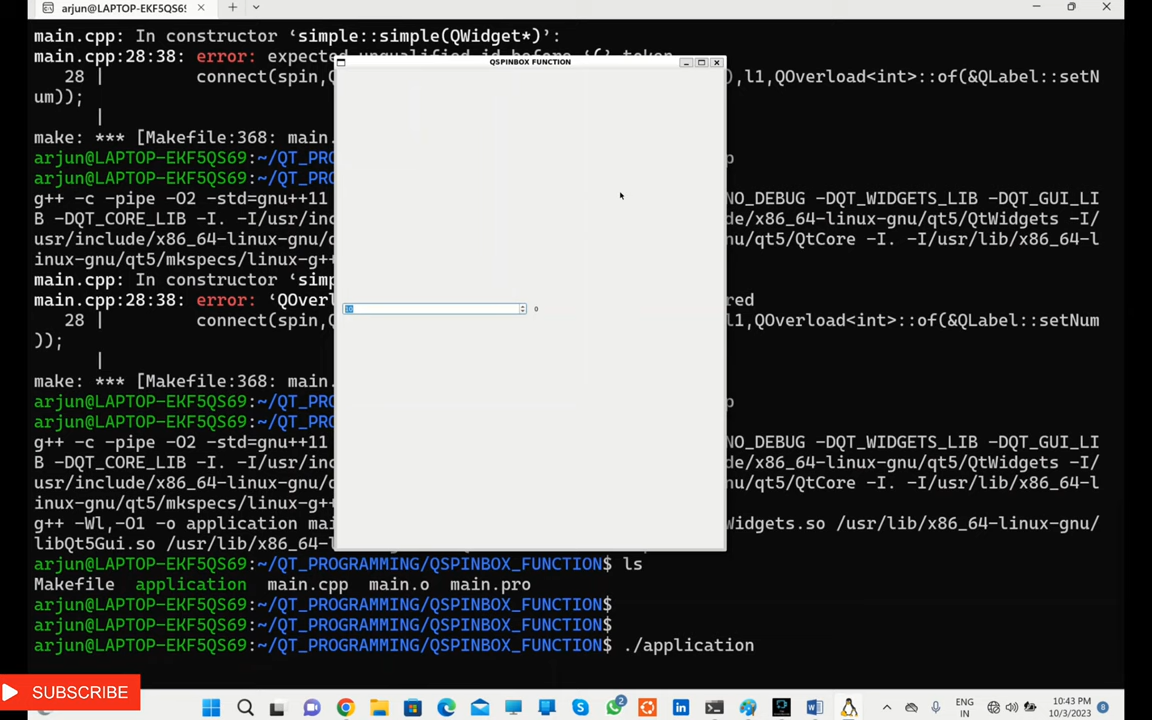 arjun@LAPTOP-EKF5QS69:
main.cpp: In constructor ‘simple::simple(QWidget*)’:
main.cpp:28:38: error: expected unqualified-id before ‘(’ token
28 | connect(spin,Q ),l1,QOverload<int>::of(&QLabel::setN
um));
|
make: *** [Makefile:368: main.
arjun@LAPTOP-EKF5QS69:~/QT_PRO p
arjun@LAPTOP-EKF5QS69:~/QT_PRO
g++ -c -pipe -O2 -std=gnu++11 NO_DEBUG -DQT_WIDGETS_LIB -DQT_GUI_LI
B -DQT_CORE_LIB -I. -I/usr/inc de/x86_64-linux-gnu/qt5/QtWidgets -I/
usr/include/x86_64-linux-gnu/q nu/qt5/QtCore -I. -I/usr/lib/x86_64-l
inux-gnu/qt5/mkspecs/linux-g++
main.cpp: In constructor ‘simp
main.cpp:28:38: error: ‘QOverl red
28 | connect(spin,Q l1,QOverload<int>::of(&QLabel::setNum
));
|
make: *** [Makefile:368: main.
arjun@LAPTOP-EKF5QS69:~/QT_PRO p
arjun@LAPTOP-EKF5QS69:~/QT_PRO
g++ -c -pipe -O2 -std=gnu++11 NO_DEBUG -DQT_WIDGETS_LIB -DQT_GUI_LI
B -DQT_CORE_LIB -I. -I/usr/inc de/x86_64-linux-gnu/qt5/QtWidgets -I/
usr/include/x86_64-linux-gnu/q nu/qt5/QtCore -I. -I/usr/lib/x86_64-l
inux-gnu/qt5/mkspecs/linux-g++
g++ -Wl,-O1 -o application mai Widgets.so /usr/lib/x86_64-linux-gnu/
libQt5Gui.so /usr/lib/x86_64-l
arjun@LAPTOP-EKF5QS69:~/QT_PROGRAMMING/QSPINBOX_FUNCTION$ ls
Makefile application main.cpp main.o main.pro
arjun@LAPTOP-EKF5QS69:~/QT_PROGRAMMING/QSPINBOX_FUNCTION$
arjun@LAPTOP-EKF5QS69:~/QT_PROGRAMMING/QSPINBOX_FUNCTION$
arjun@LAPTOP-EKF5QS69:~/QT_PROGRAMMING/QSPINBOX_FUNCTION$ ./application
QSPINBOX FUNCTION
10
0
SUBSCRIBE
2
ENG
IN
10:43 PM
10/3/2023
8